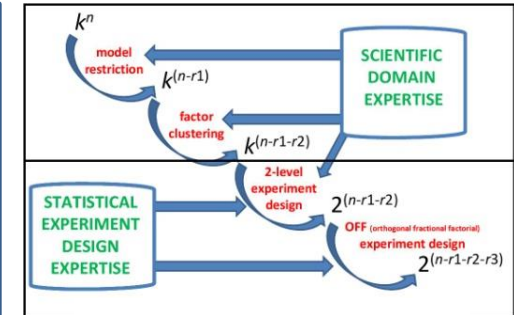 kⁿ
model
restriction
k⁽ⁿ⁻ʳ¹⁾
SCIENTIFIC
DOMAIN
EXPERTISE
factor
clustering
k⁽ⁿ⁻ʳ¹⁻ʳ²⁾
2-level
experiment
design
2⁽ⁿ⁻ʳ¹⁻ʳ²⁾
STATISTICAL
EXPERIMENT
DESIGN
EXPERTISE
OFF (orthogonal fractional factorial)
experiment design
2⁽ⁿ⁻ʳ¹⁻ʳ²⁻ʳ³⁾